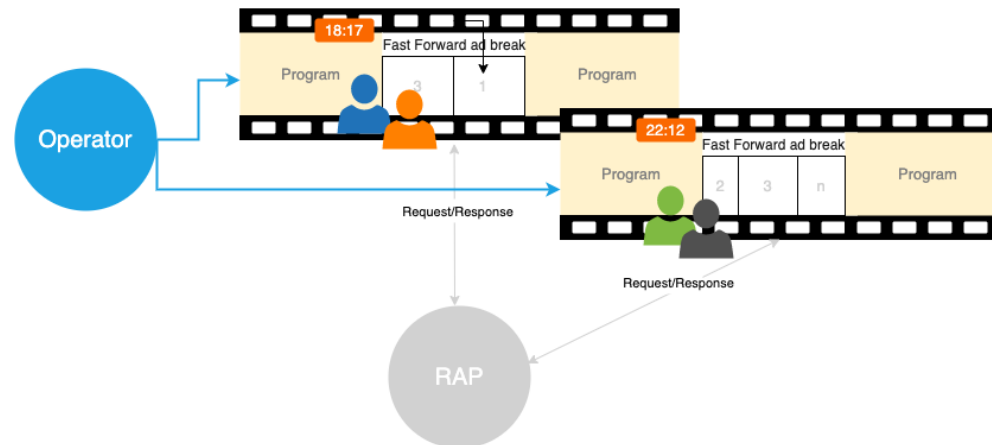 18:17
Fast Forward ad break
Program
3
1
Program
Operator
22:12
Fast Forward ad break
Program
2
3
n
Program
Request/Response
Request/Response
RAP